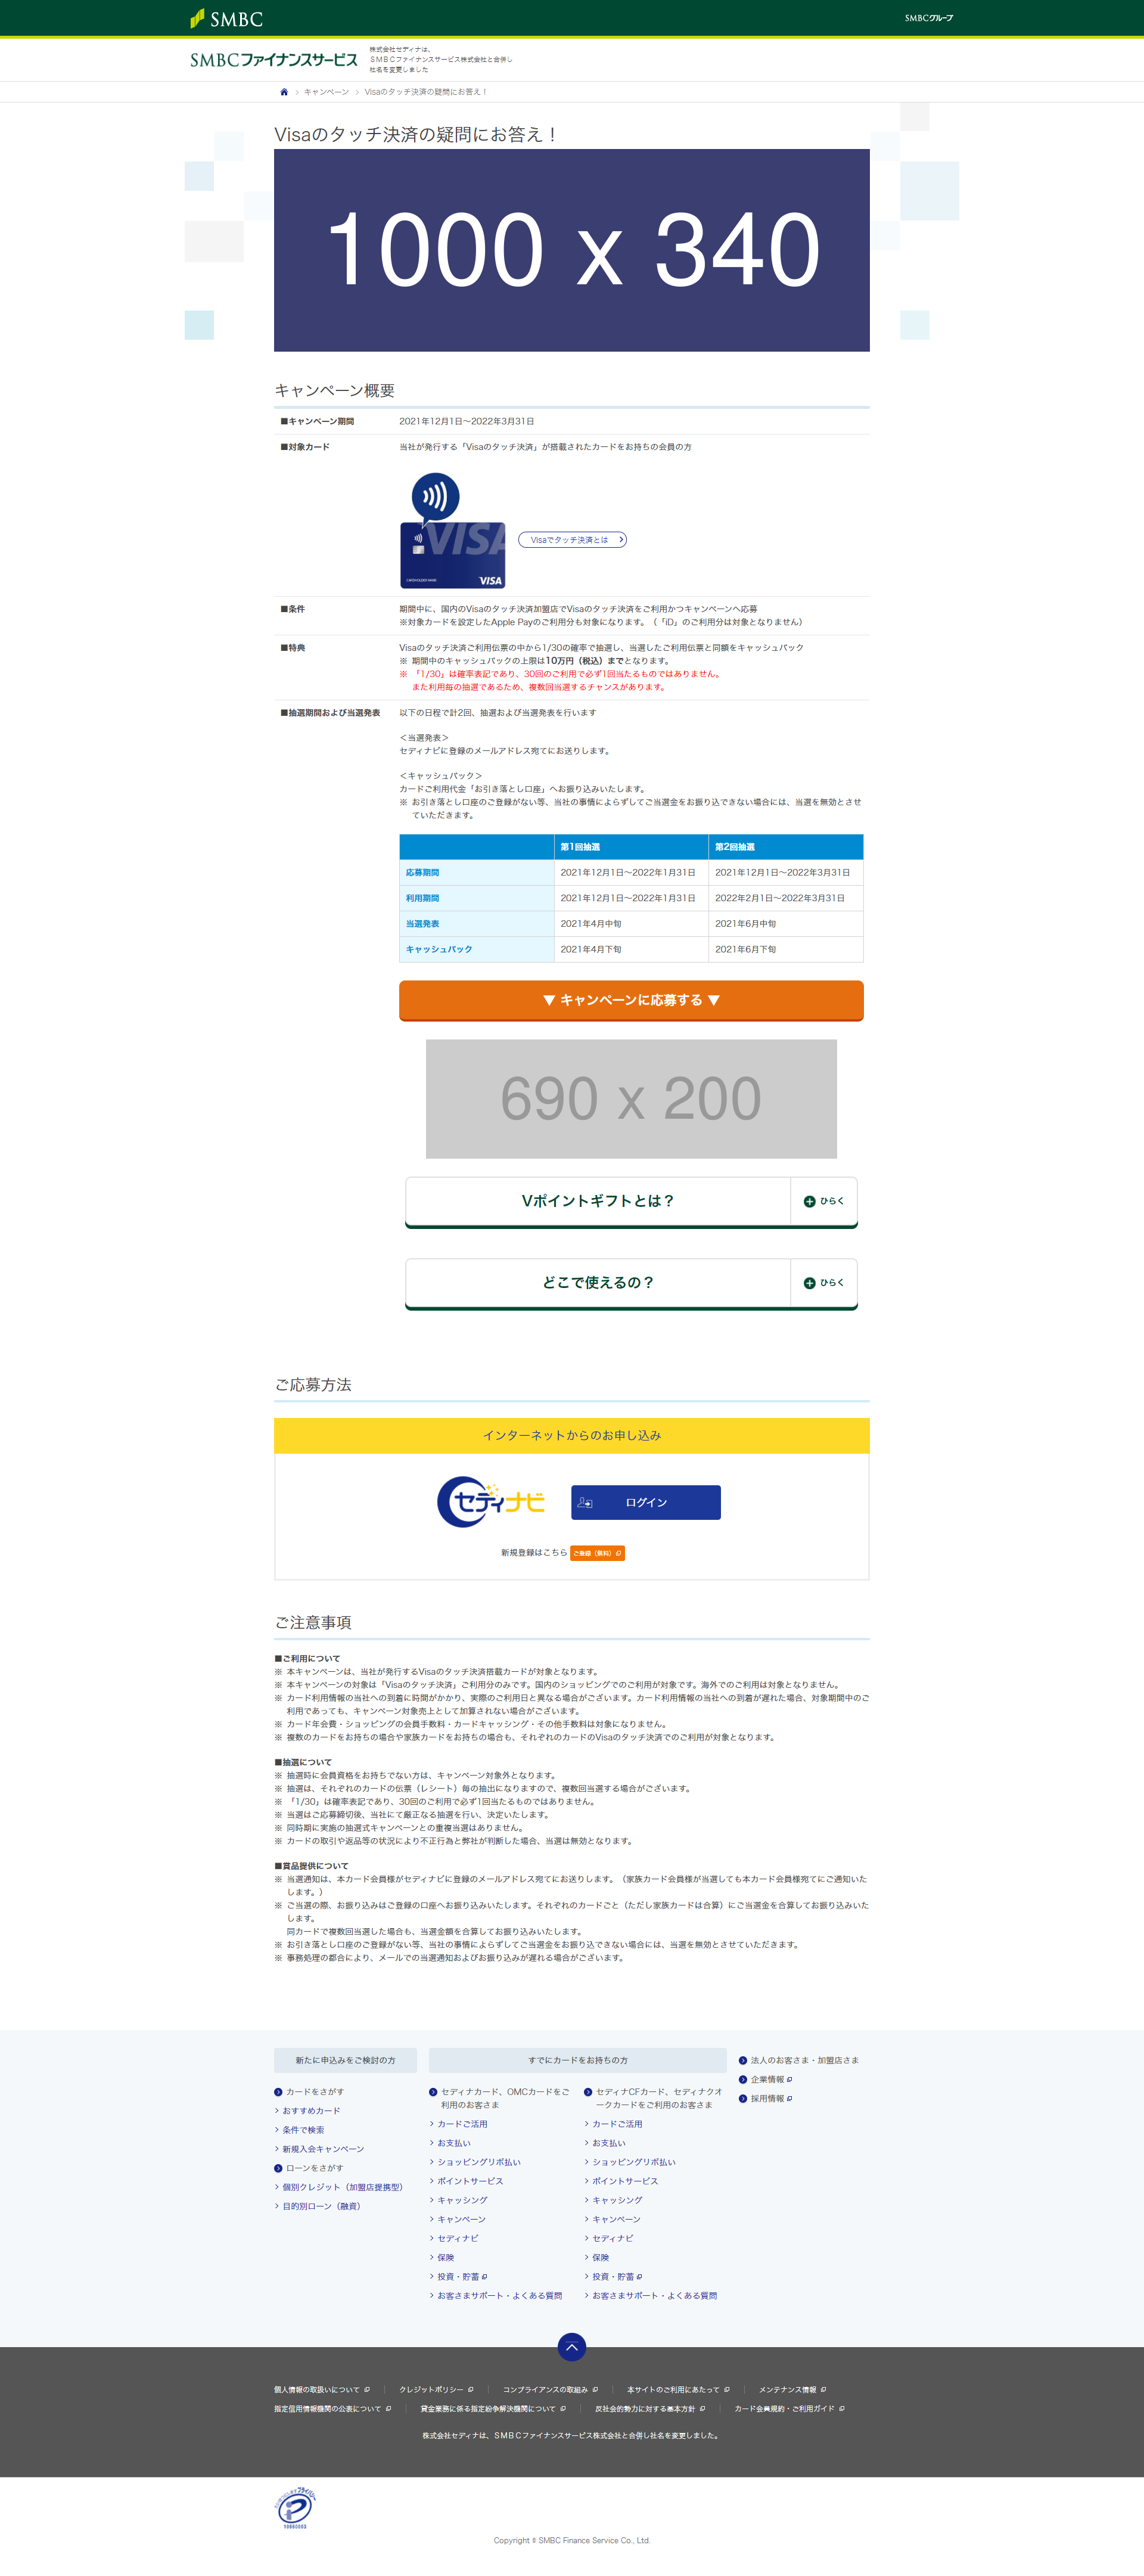 SMBC
SMBCグループ
SMBCファイナンスサービス
株式会社セディナは、
ＳＭＢＣファイナンスサービス株式会社と合併し
社名を変更しました
キャンペーン
Visaのタッチ決済の疑問にお答え！
Visaのタッチ決済の疑問にお答え！
1000 x 340
キャンペーン概要
■キャンペーン期間
2021年12月1日～2022年3月31日
■対象カード
当社が発行する「Visaのタッチ決済」が搭載されたカードをお持ちの会員の方
VISA
VISA
Visaでタッチ決済とは
■条件
期間中に、国内のVisaのタッチ決済加盟店でVisaのタッチ決済をご利用かつキャンペーンへ応募
※対象カードを設定したApple Payのご利用分も対象になります。（「iD」のご利用分は対象となりません）
■特典
Visaのタッチ決済ご利用伝票の中から1/30の確率で抽選し、当選したご利用伝票と同額をキャッシュバック
※ 期間中のキャッシュバックの上限は10万円（税込）までとなります。
※ 「1/30」は確率表記であり、30回のご利用で必ず1回当たるものではありません。
また利用毎の抽選であるため、複数回当選するチャンスがあります。
■抽選期間および当選発表
以下の日程で計2回、抽選および当選発表を行います
＜当選発表＞
セディナビに登録のメールアドレス宛てにお送りします。
＜キャッシュバック＞
カードご利用代金「お引き落とし口座」へお振り込みいたします。
※ お引き落とし口座のご登録がない等、当社の事情によらずしてご当選金をお振り込できない場合には、当選を無効とさせ
ていただきます。
第1回抽選 第2回抽選
応募期間 2021年12月1日～2022年1月31日 2021年12月1日～2022年3月31日
利用期間 2021年12月1日～2022年1月31日 2022年2月1日～2022年3月31日
当選発表 2021年4月中旬 2021年6月中旬
キャッシュバック 2021年4月下旬 2021年6月下旬
▼ キャンペーンに応募する ▼
690 x 200
Vポイントギフトとは？ ひらく
どこで使えるの？ ひらく
ご応募方法
インターネットからのお申し込み
セディナビ
ログイン
新規登録はこちら ご登録（無料）
ご注意事項
■ご利用について
※ 本キャンペーンは、当社が発行するVisaのタッチ決済搭載カードが対象となります。
※ 本キャンペーンの対象は「Visaのタッチ決済」ご利用分のみです。国内のショッピングでのご利用が対象です。海外でのご利用は対象となりません。
※ カード利用情報の当社への到着に時間がかかり、実際のご利用日と異なる場合がございます。カード利用情報の当社への到着が遅れた場合、対象期間中のご
利用であっても、キャンペーン対象売上として加算されない場合がございます。
※ カード年会費・ショッピングの会員手数料・カードキャッシング・その他手数料は対象になりません。
※ 複数のカードをお持ちの場合や家族カードをお持ちの場合も、それぞれのカードのVisaのタッチ決済でのご利用が対象となります。
■抽選について
※ 抽選時に会員資格をお持ちでない方は、キャンペーン対象外となります。
※ 抽選は、それぞれのカードの伝票（レシート）毎の抽出になりますので、複数回当選する場合がございます。
※ 「1/30」は確率表記であり、30回のご利用で必ず1回当たるものではありません。
※ 当選はご応募締切後、当社にて厳正なる抽選を行い、決定いたします。
※ 同時期に実施の抽選式キャンペーンとの重複当選はありません。
※ カードの取引や返品等の状況により不正行為と弊社が判断した場合、当選は無効となります。
■賞品提供について
※ 当選通知は、本カード会員様がセディナビに登録のメールアドレス宛てにお送りします。（家族カード会員様が当選しても本カード会員様宛てにご通知いた
します。）
※ ご当選の際、お振り込みはご登録の口座へお振り込みいたします。それぞれのカードごと（ただし家族カードは合算）にご当選金を合算してお振り込みいた
します。
同カードで複数回当選した場合も、当選金額を合算してお振り込みいたします。
※ お引き落とし口座のご登録がない等、当社の事情によらずしてご当選金をお振り込できない場合には、当選を無効とさせていただきます。
※ 事務処理の都合により、メールでの当選通知およびお振り込みが遅れる場合がございます。
新たに申込みをご検討の方
カードをさがす
おすすめカード
条件で検索
新規入会キャンペーン
ローンをさがす
個別クレジット（加盟店提携型）
目的別ローン（融資）
すでにカードをお持ちの方
セディナカード、OMCカードをご
利用のお客さま
カードご活用
お支払い
ショッピングリボ払い
ポイントサービス
キャッシング
キャンペーン
セディナビ
保険
投資・貯蓄
お客さまサポート・よくある質問
セディナCFカード、セディナクオ
ークカードをご利用のお客さま
カードご活用
お支払い
ショッピングリボ払い
ポイントサービス
キャッシング
キャンペーン
セディナビ
保険
投資・貯蓄
お客さまサポート・よくある質問
法人のお客さま・加盟店さま
企業情報
採用情報
個人情報の取扱いについて クレジットポリシー コンプライアンスの取組み 本サイトのご利用にあたって メンテナンス情報
指定信用情報機関の公表について 貸金業務に係る指定紛争解決機関について 反社会的勢力に対する基本方針 カード会員規約・ご利用ガイド
株式会社セディナは、ＳＭＢＣファイナンスサービス株式会社と合併し社名を変更しました。
Copyright © SMBC Finance Service Co., Ltd.